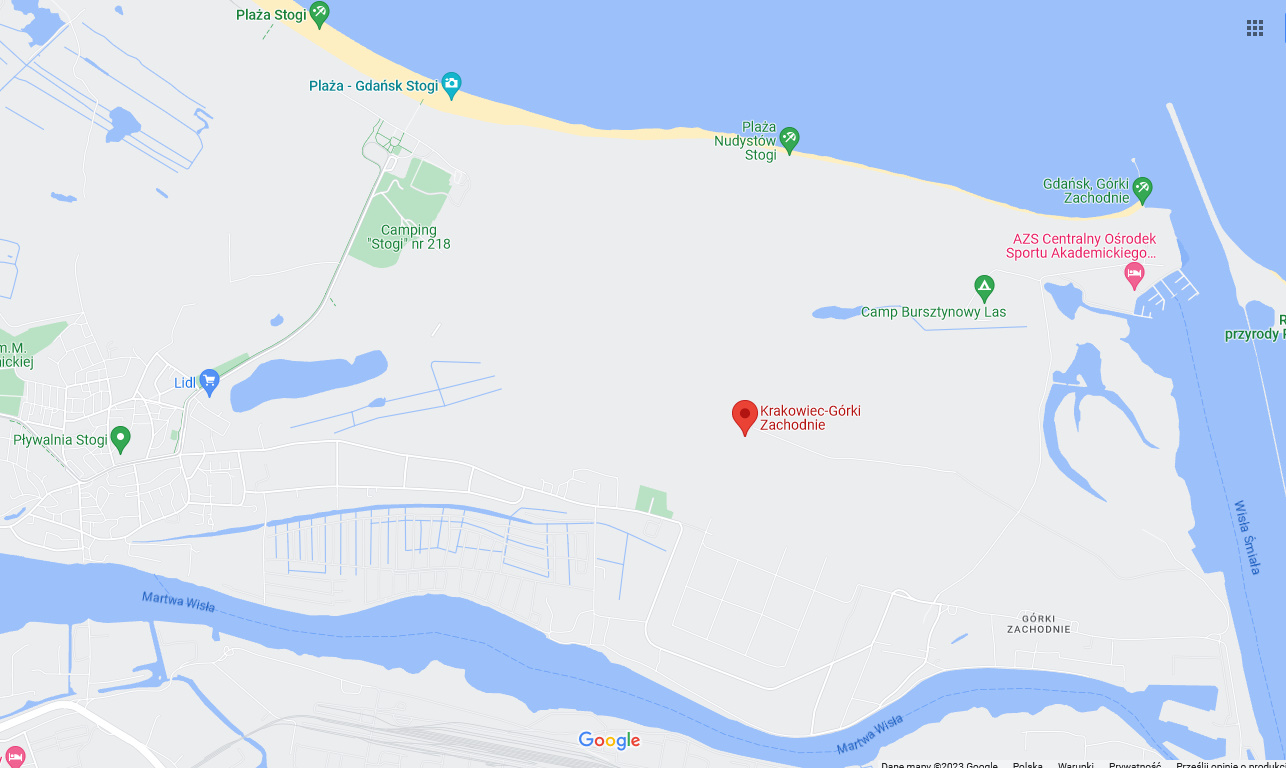 Plaża Stogi
Plaża - Gdańsk Stogi
Plaża
Nudystów
Stogi
Gdańsk, Górki
Zachodnie
AZS Centralny Ośrodek
Sportu Akademickiego...
Camping
"Stogi" nr 218
Camp Bursztynowy Las
R
przyrody
m.M.
nickiej
Lidl
Krakowiec-Górki
Zachodnie
Pływalnia Stogi
Wisła Śmiała
Martwa Wisła
GÓRKI
ZACHODNIE
Martwa Wisła
Google
Dane mapy ©2023 Google Polska Warunki Prywatność Prześlij opinię o produkc